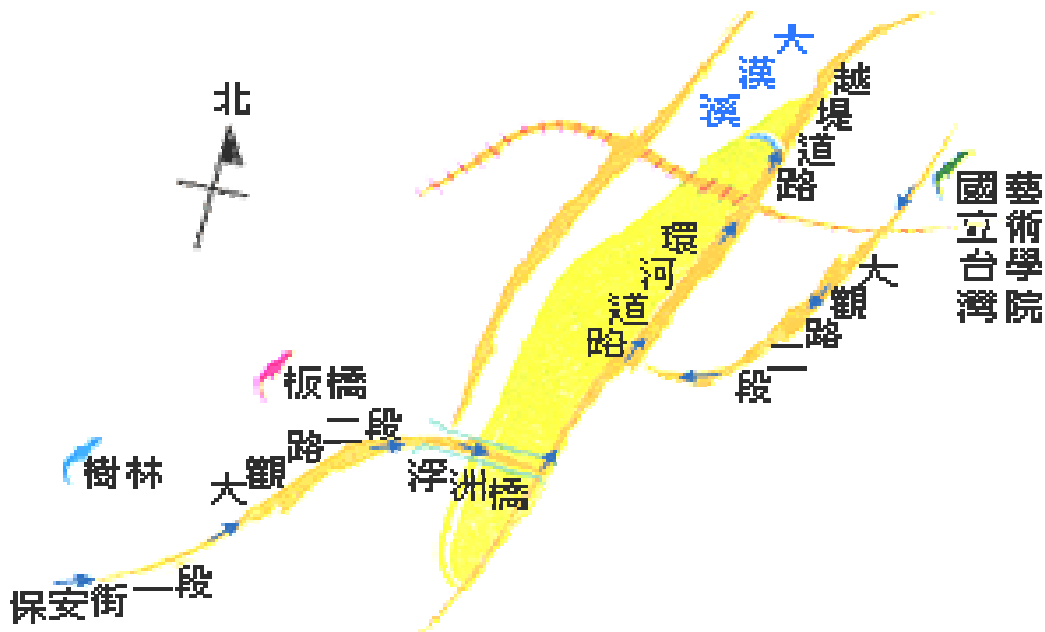 北
大漢溪
越堤道路
國立台灣
藝術學院
環河道路
大觀路二段
板橋
樹林
大觀路二段
浮洲橋
保安街一段